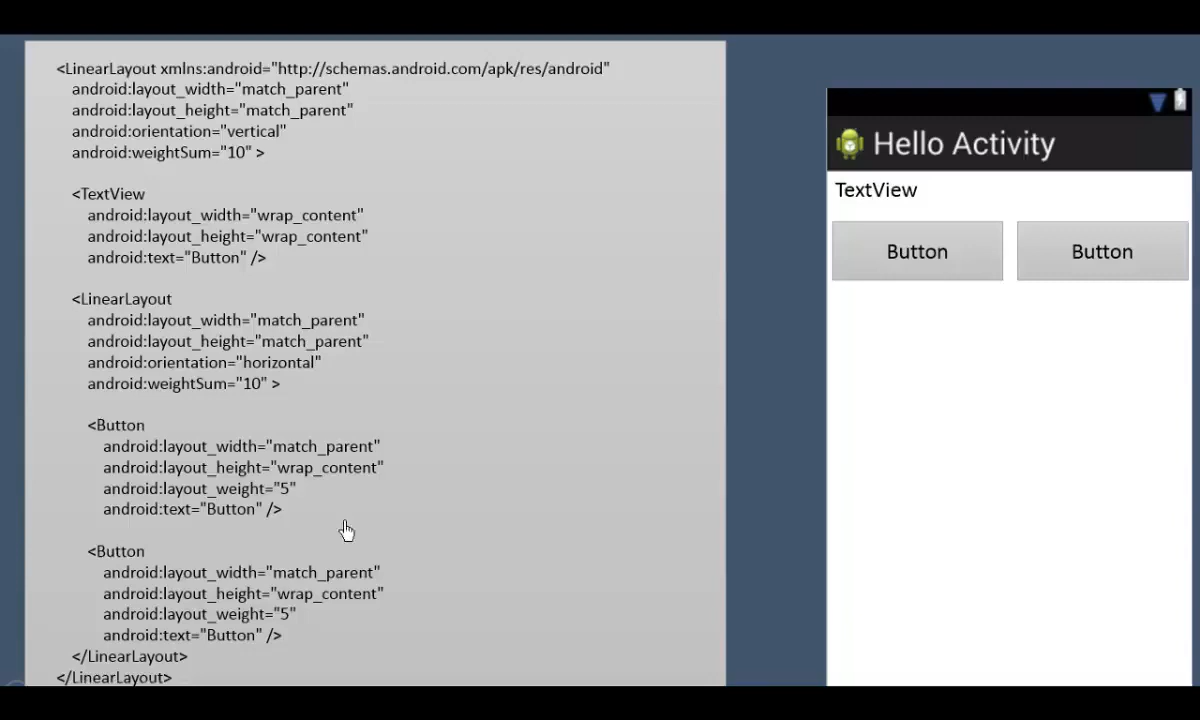 <LinearLayout xmlns:android="http://schemas.android.com/apk/res/android"
android:layout_width="match_parent"
android:layout_height="match_parent"
android:orientation="vertical"
android:weightSum="10" >
<TextView
android:layout_width="wrap_content"
android:layout_height="wrap_content"
android:text="Button" />
<LinearLayout
android:layout_width="match_parent"
android:layout_height="match_parent"
android:orientation="horizontal"
android:weightSum="10" >
<Button
android:layout_width="match_parent"
android:layout_height="wrap_content"
android:layout_weight="5"
android:text="Button" />
<Button
android:layout_width="match_parent"
android:layout_height="wrap_content"
android:layout_weight="5"
android:text="Button" />
</LinearLayout>
</LinearLayout>
Hello Activity
TextView
Button Button